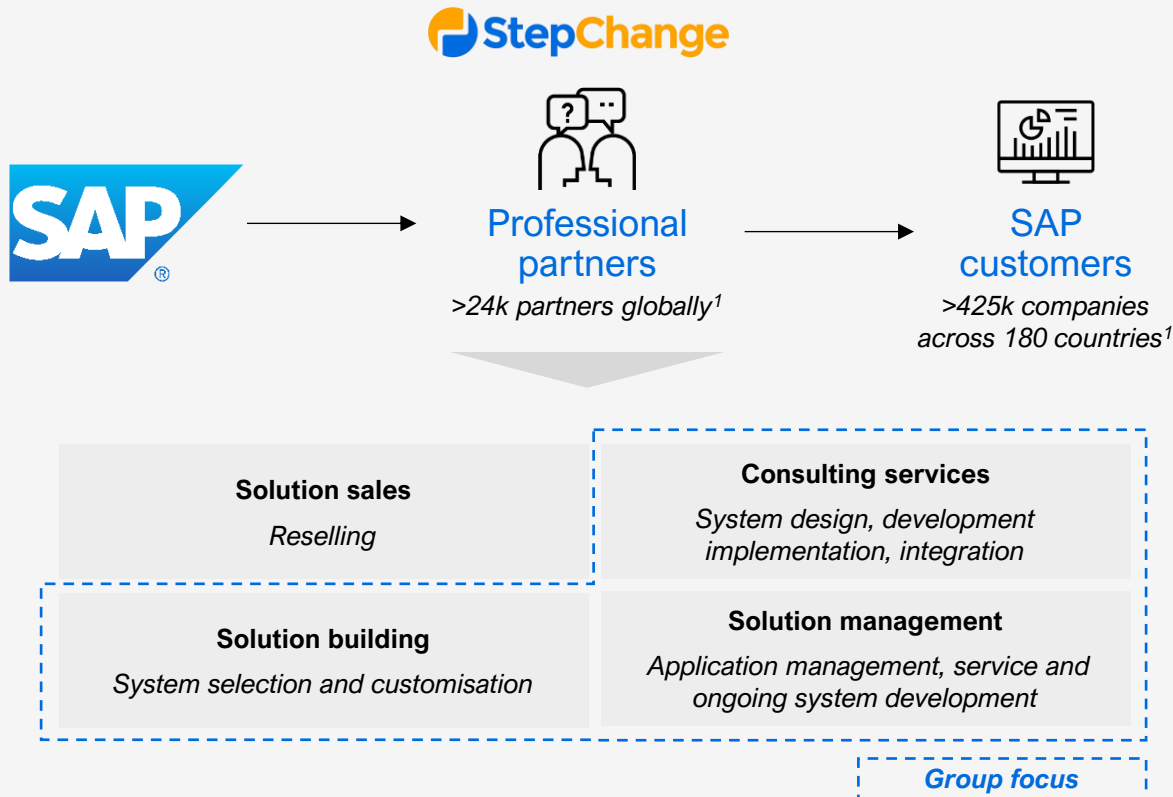 StepChange
?
SAP
®
Professional
partners
>24k partners globally1
SAP
customers
>425k companies
across 180 countries1
Solution sales
Reselling
Consulting services
System design, development
implementation, integration
Solution building
System selection and customisation
Solution management
Application management, service and
ongoing system development
Group focus